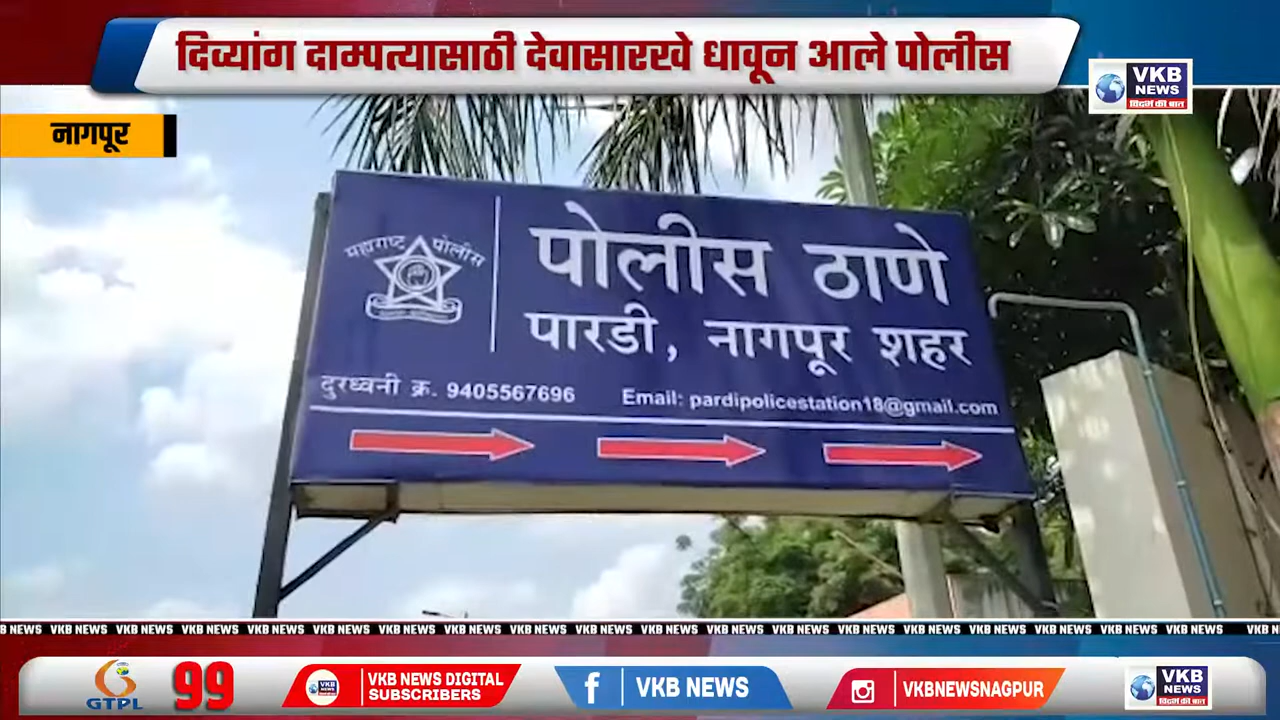 दिव्यांग दाम्पत्यासाठी देवासारखे धावून आले पोलीस
VKB
NEWS
विदर्भ की बात
नागपूर
महाराष्ट्र पोलीस
पोलीस ठाणे
पारडी, नागपूर शहर
दुरध्वनी क्र. 9405567696 Email: pardipolicestation18@gmail.com
B NEWS VKB NEWS VKB NEWS VKB NEWS VKB NEWS VKB NEWS VKB NEWS VKB NEWS VKB NEWS VKB NEWS VKB NEWS VKB NEWS VKB NEWS VKB NEWS VKB NEWS VKB NEWS VKB NEWS VKB N
GTPL
99
VKB NEWS
VKB NEWS DIGITAL
SUBSCRIBERS
VKB NEWS
VKBNEWSNAGPUR
VKB
NEWS
विदर्भ की बात